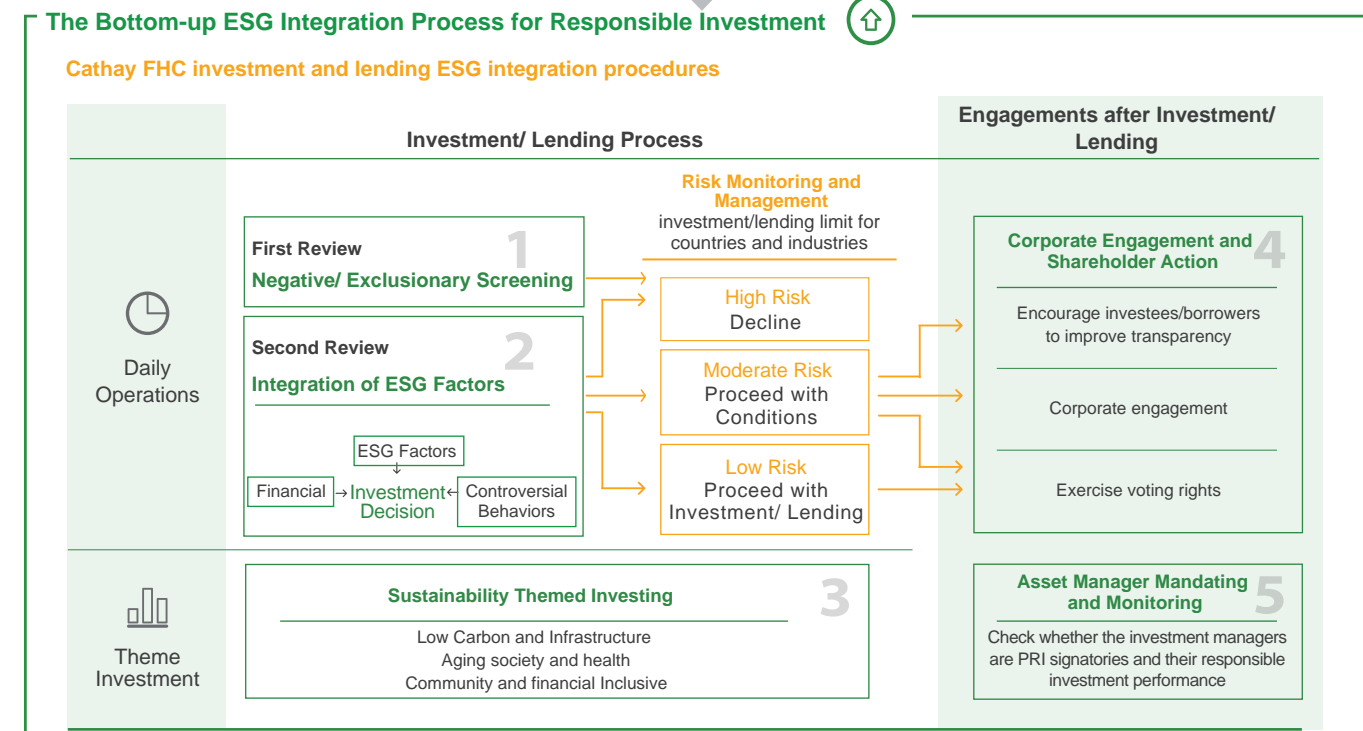 The Bottom-up ESG Integration Process for Responsible Investment
Cathay FHC investment and lending ESG integration procedures
Investment/ Lending Process
Engagements after Investment/
Lending
Daily
Operations
First Review
1
Negative/ Exclusionary Screening
Second Review
2
Integration of ESG Factors
ESG Factors
Financial
Investment
Decision
Controversial
Behaviors
Risk Monitoring and
Management
investment/lending limit for
countries and industries
High Risk
Decline
Moderate Risk
Proceed with
Conditions
Low Risk
Proceed with
Investment/ Lending
Corporate Engagement and
Shareholder Action
4
Encourage investees/borrowers
to improve transparency
Corporate engagement
Exercise voting rights
Theme
Investment
Sustainability Themed Investing
3
Low Carbon and Infrastructure
Aging society and health
Community and financial Inclusive
Asset Manager Mandating
and Monitoring
5
Check whether the investment managers
are PRI signatories and their responsible
investment performance